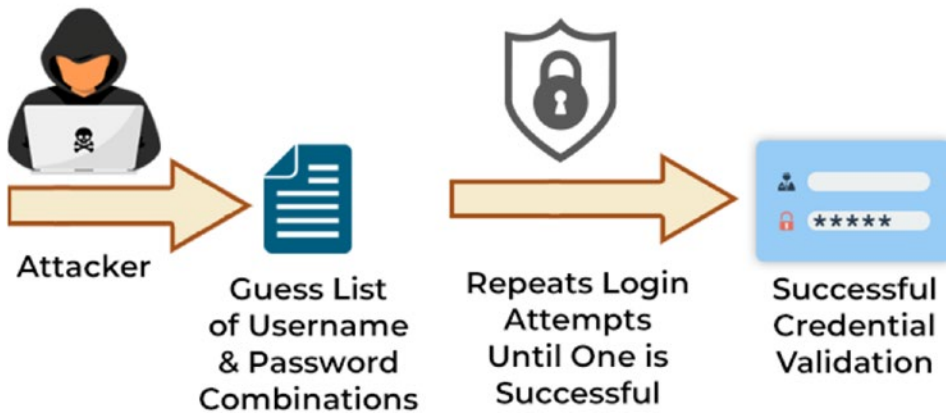 Attacker
Guess List
of Username
& Password
Combinations
Repeats Login
Attempts
Until One is
Successful
*****
Successful
Credential
Validation